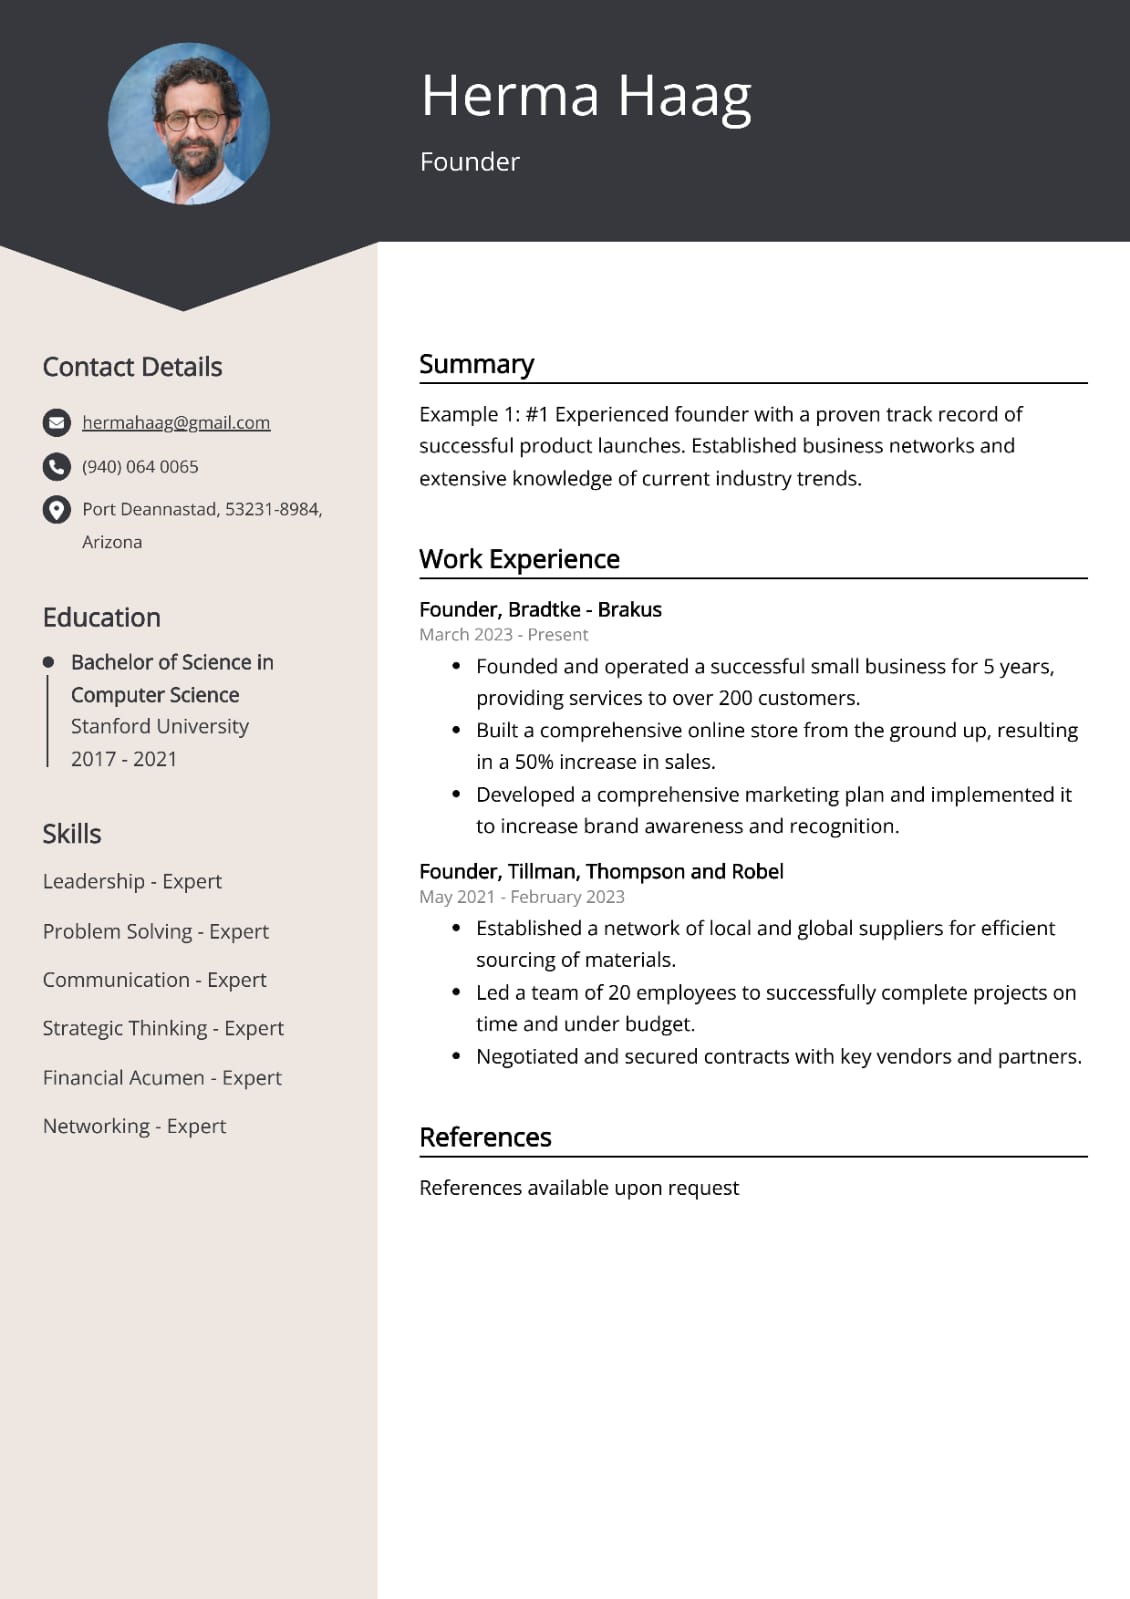 Herma Haag
Founder
Contact Details
hermahaag@gmail.com
(940) 064 0065
Port Deannastad, 53231-8984,
Arizona
Education
Bachelor of Science in
Computer Science
Stanford University
2017 - 2021
Skills
Leadership - Expert
Problem Solving - Expert
Communication - Expert
Strategic Thinking - Expert
Financial Acumen - Expert
Networking - Expert
Summary
Example 1: #1 Experienced founder with a proven track record of
successful product launches. Established business networks and
extensive knowledge of current industry trends.
Work Experience
Founder, Bradtke - Brakus
March 2023 - Present
• Founded and operated a successful small business for 5 years,
providing services to over 200 customers.
• Built a comprehensive online store from the ground up, resulting
in a 50% increase in sales.
• Developed a comprehensive marketing plan and implemented it
to increase brand awareness and recognition.
Founder, Tillman, Thompson and Robel
May 2021 - February 2023
• Established a network of local and global suppliers for efficient
sourcing of materials.
• Led a team of 20 employees to successfully complete projects on
time and under budget.
• Negotiated and secured contracts with key vendors and partners.
References
References available upon request